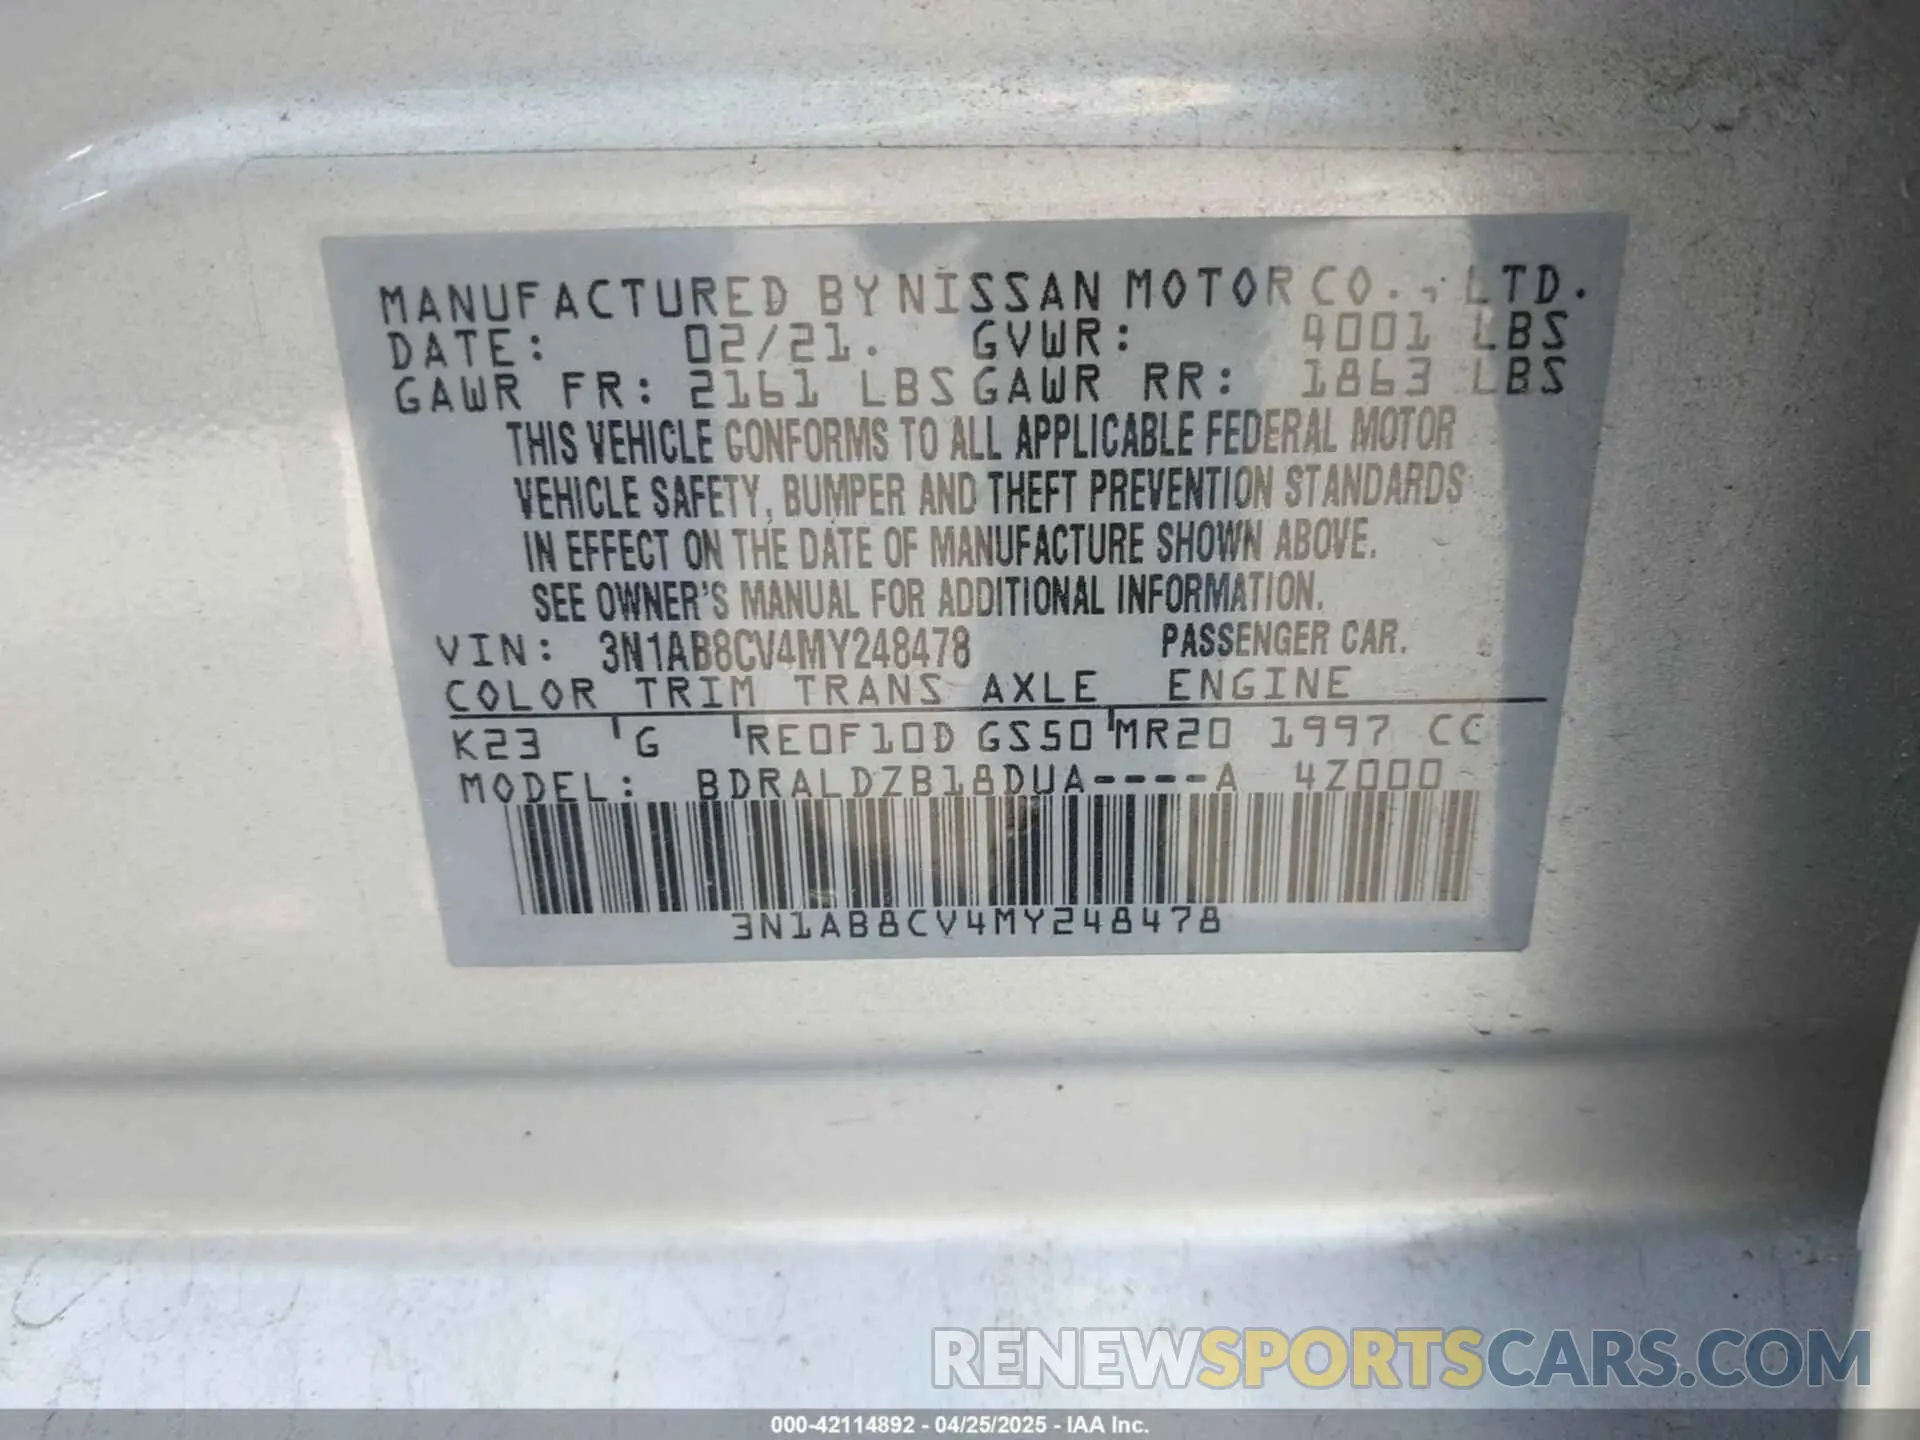 MANUFACTURED BY NISSAN MOTOR CO., LTD.
DATE: 02/21. GVWR: 4001 LBS
GAWR FR: 2161 LBS GAWR RR: 1863 LBS
THIS VEHICLE CONFORMS TO ALL APPLICABLE FEDERAL MOTOR
VEHICLE SAFETY, BUMPER AND THEFT PREVENTION STANDARDS
IN EFFECT ON THE DATE OF MANUFACTURE SHOWN ABOVE.
SEE OWNER'S MANUAL FOR ADDITIONAL INFORMATION.
VIN: 3N1AB8CV4MY248478 PASSENGER CAR.
COLOR TRIM TRANS AXLE ENGINE
K23 G RE0F10D GS50 MR20 1997 CC
MODEL: BDRALDZB18DUA----A 4Z000
3N1AB8CV4MY248478
RENEWSPORTSCARS.COM
000-42114892 - 04/25/2025 - IAA Inc.